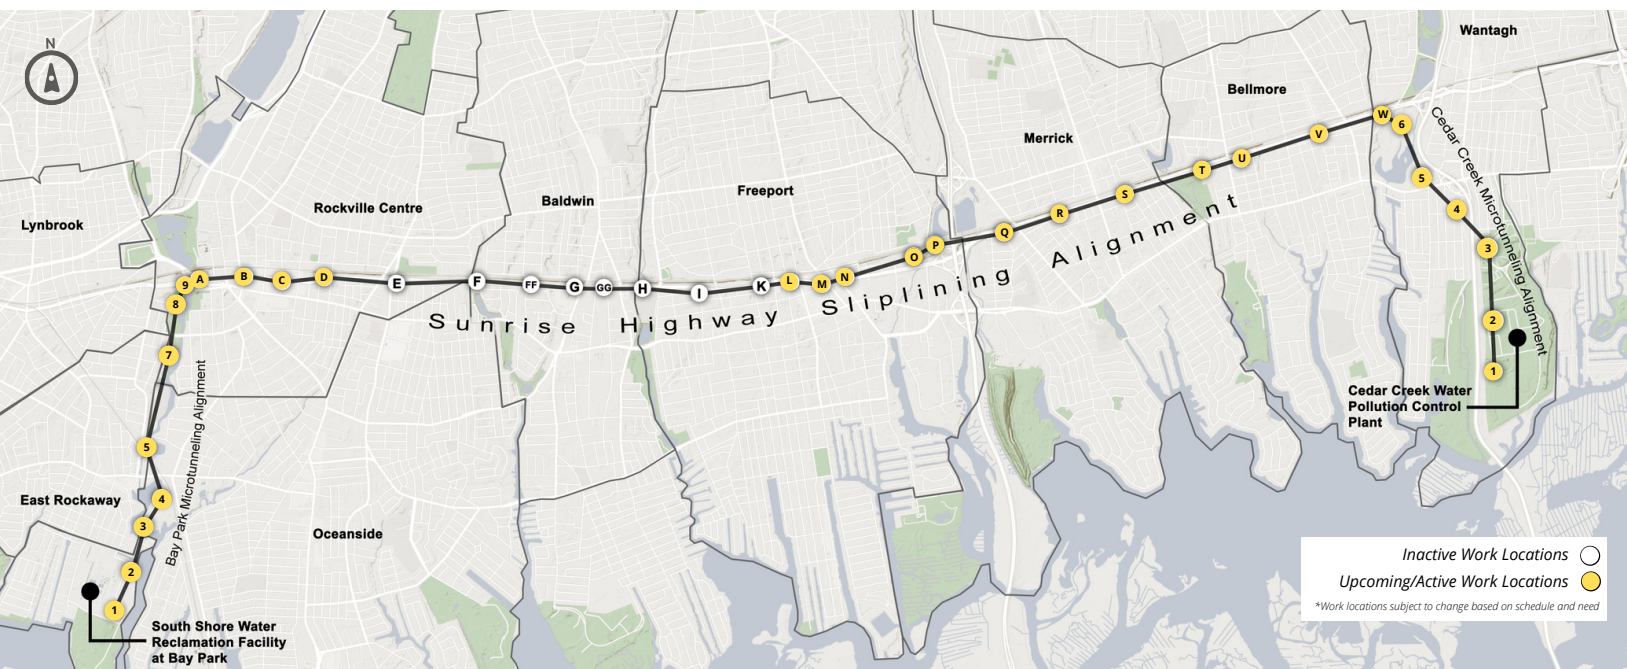 N
Wantagh
Bellmore
Merrick
Freeport
Baldwin
Rockville Centre
Lynbrook
East Rockaway
Oceanside
9
A
B
C
D
E
F
FF
G
GG
H
I
K
L
M
N
O
P
Q
R
S
T
U
V
W
6
5
4
3
2
1
8
7
5
4
3
2
1
Sunrise Highway Sliplining Alignment
Bay Park Microtunneling Alignment
Cedar Creek Microtunneling Alignment
Cedar Creek Water
Pollution Control
Plant
South Shore Water
Reclamation Facility
at Bay Park
Inactive Work Locations
Upcoming/Active Work Locations
*Work locations subject to change based on schedule and need